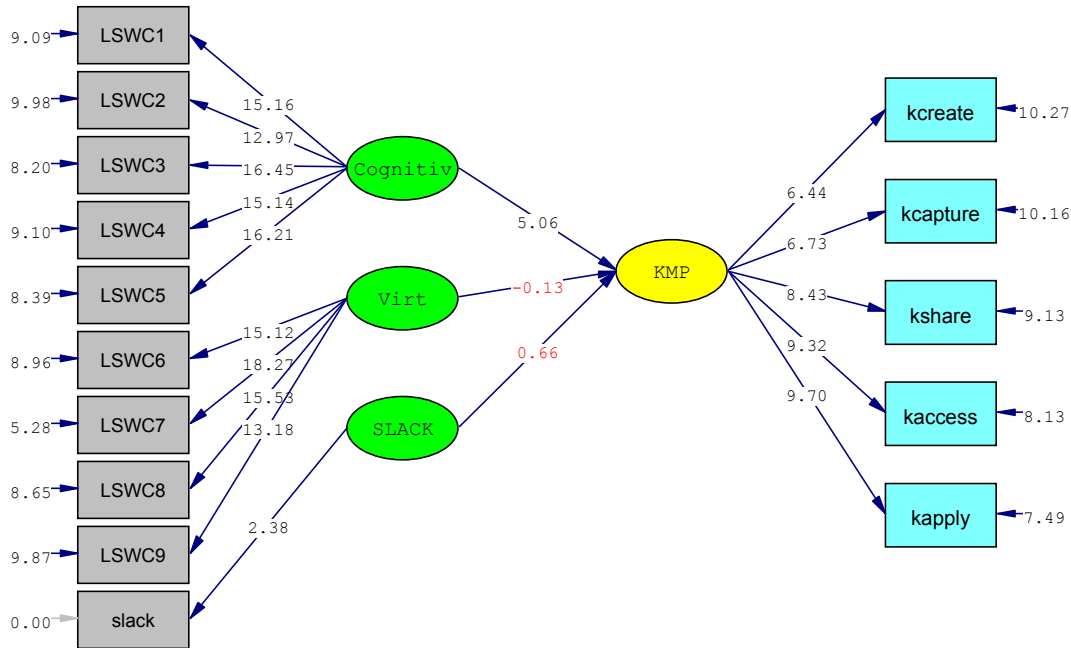 9.09 LSWC1
9.98 LSWC2
8.20 LSWC3
9.10 LSWC4
8.39 LSWC5
8.96 LSWC6
5.28 LSWC7
8.65 LSWC8
9.87 LSWC9
0.00 slack
15.16
12.97
16.45
15.14
16.21
15.12
18.27
15.53
13.18
2.38
Cognitiv
Virt
SLACK
5.06
-0.13
0.66
KMP
6.44
6.73
8.43
9.32
9.70
kcreate 10.27
kcapture 10.16
kshare 9.13
kaccess 8.13
kapply 7.49